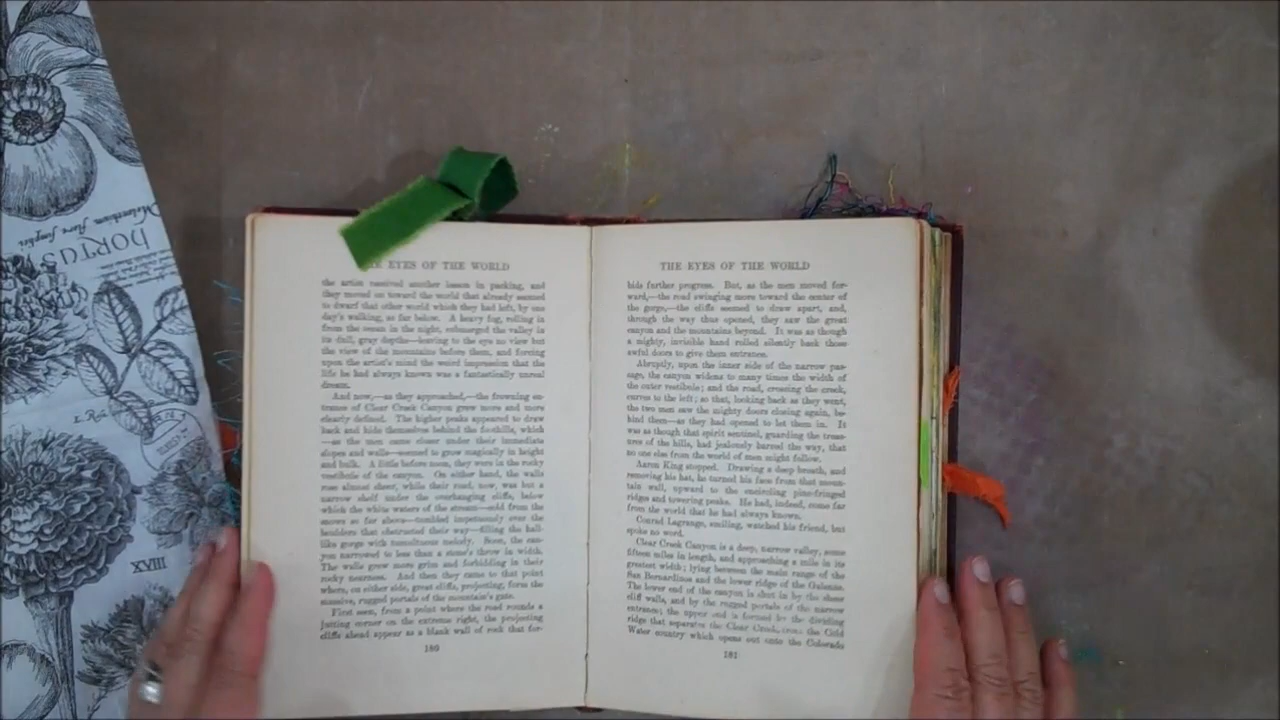 HORTUS
THE EYES OF THE WORLD
the artist received another lesson in packing, and
they moved on toward the world that already seemed
to dwarf that other world which they had left, by one
day's walking, so far below. A heavy fog, rolling in
from the ocean in the night, submerged the valley in
its dull, gray depths—leaving to the eye no view but
the view of the mountains before them, and forcing
upon the artist's mind the weird impression that the
life he had always known was a fantastically unreal
dream.
And now,—as they approached,—the frowning en-
trance of Clear Creek Canyon grew more and more
clearly defined. The higher peaks appeared to draw
back and hide themselves behind the foothills, which
—as the men came closer under their immediate
slopes and walls—seemed to grow magically in height
and bulk. A little before noon, they were in the rocky
vestibule of the canyon. On either hand, the walls
rose almost sheer, while their road, now, was but a
narrow shelf under the overhanging cliffs, below
which the white waters of the stream—cold from the
snows so far above—tumbled impetuously over the
boulders that obstructed their way—filling the hall-
like gorge with tumultuous melody. Soon, the can-
yon narrowed to less than a stone's throw in width.
The walls grew more grim and forbidding in their
rocky nearness. And then they came to that point
where, on either side, great cliffs, projecting, form the
massive, rugged portals of the mountain's gate.
First seen, from a point where the road rounds a
jutting corner on the extreme right, the projecting
cliffs ahead appear as a blank wall of rock that for-
180
THE EYES OF THE WORLD
bids further progress. But, as the men moved for-
ward,—the road swinging more toward the center of
the gorge,—the cliffs seemed to draw apart, and,
through the way thus opened, they saw the great
canyon and the mountains beyond. It was as though
a mighty, invisible hand rolled silently back those
awful doors to give them entrance.
Abruptly, upon the inner side of the narrow pas-
sage, the canyon widens to many times the width of
the outer vestibule; and the road, crossing the creek,
curves to the left; so that, looking back as they went,
the two men saw the mighty doors closing again, be-
hind them—as they had opened to let them in. It
was as though that spirit sentinel, guarding the treas-
ures of the hills, had jealously barred the way, that
no one else from the world of men might follow.
Aaron King stopped. Drawing a deep breath, and
removing his hat, he turned his face from that moun-
tain wall, upward to the encircling pine-fringed
ridges and towering peaks. He had, indeed, come far
from the world that he had always known.
Conrad Lagrange, smiling, watched his friend, but
spoke no word.
Clear Creek Canyon is a deep, narrow valley, some
fifteen miles in length, and approaching a mile in its
greatest width; lying between the main range of the
San Bernardinos and the lower ridge of the Galenas.
The lower end of the canyon is shut in by the sheer
cliff walls, and by the rugged portals of the narrow
entrance; the upper end is formed by the dividing
ridge that separates the Clear Creek from the Cold
Water country which opens out onto the Colorado
181